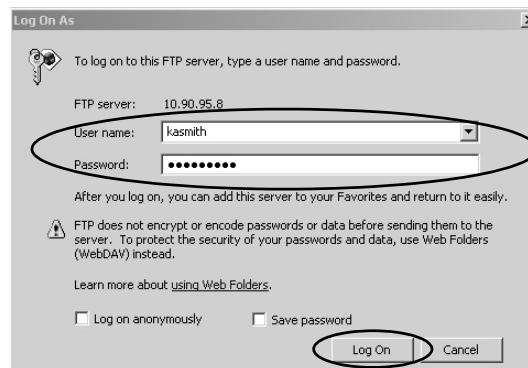 Log On As
To log on to this FTP server, type a user name and password.
FTP server: 10.90.95.8
User name: kasmith
Password: ●●●●●●●●●
After you log on, you can add this server to your Favorites and return to it easily.
FTP does not encrypt or encode passwords or data before sending them to the
server. To protect the security of your passwords and data, use Web Folders
(WebDAV) instead.
Learn more about using Web Folders.
Log on anonymously Save password
Log On Cancel